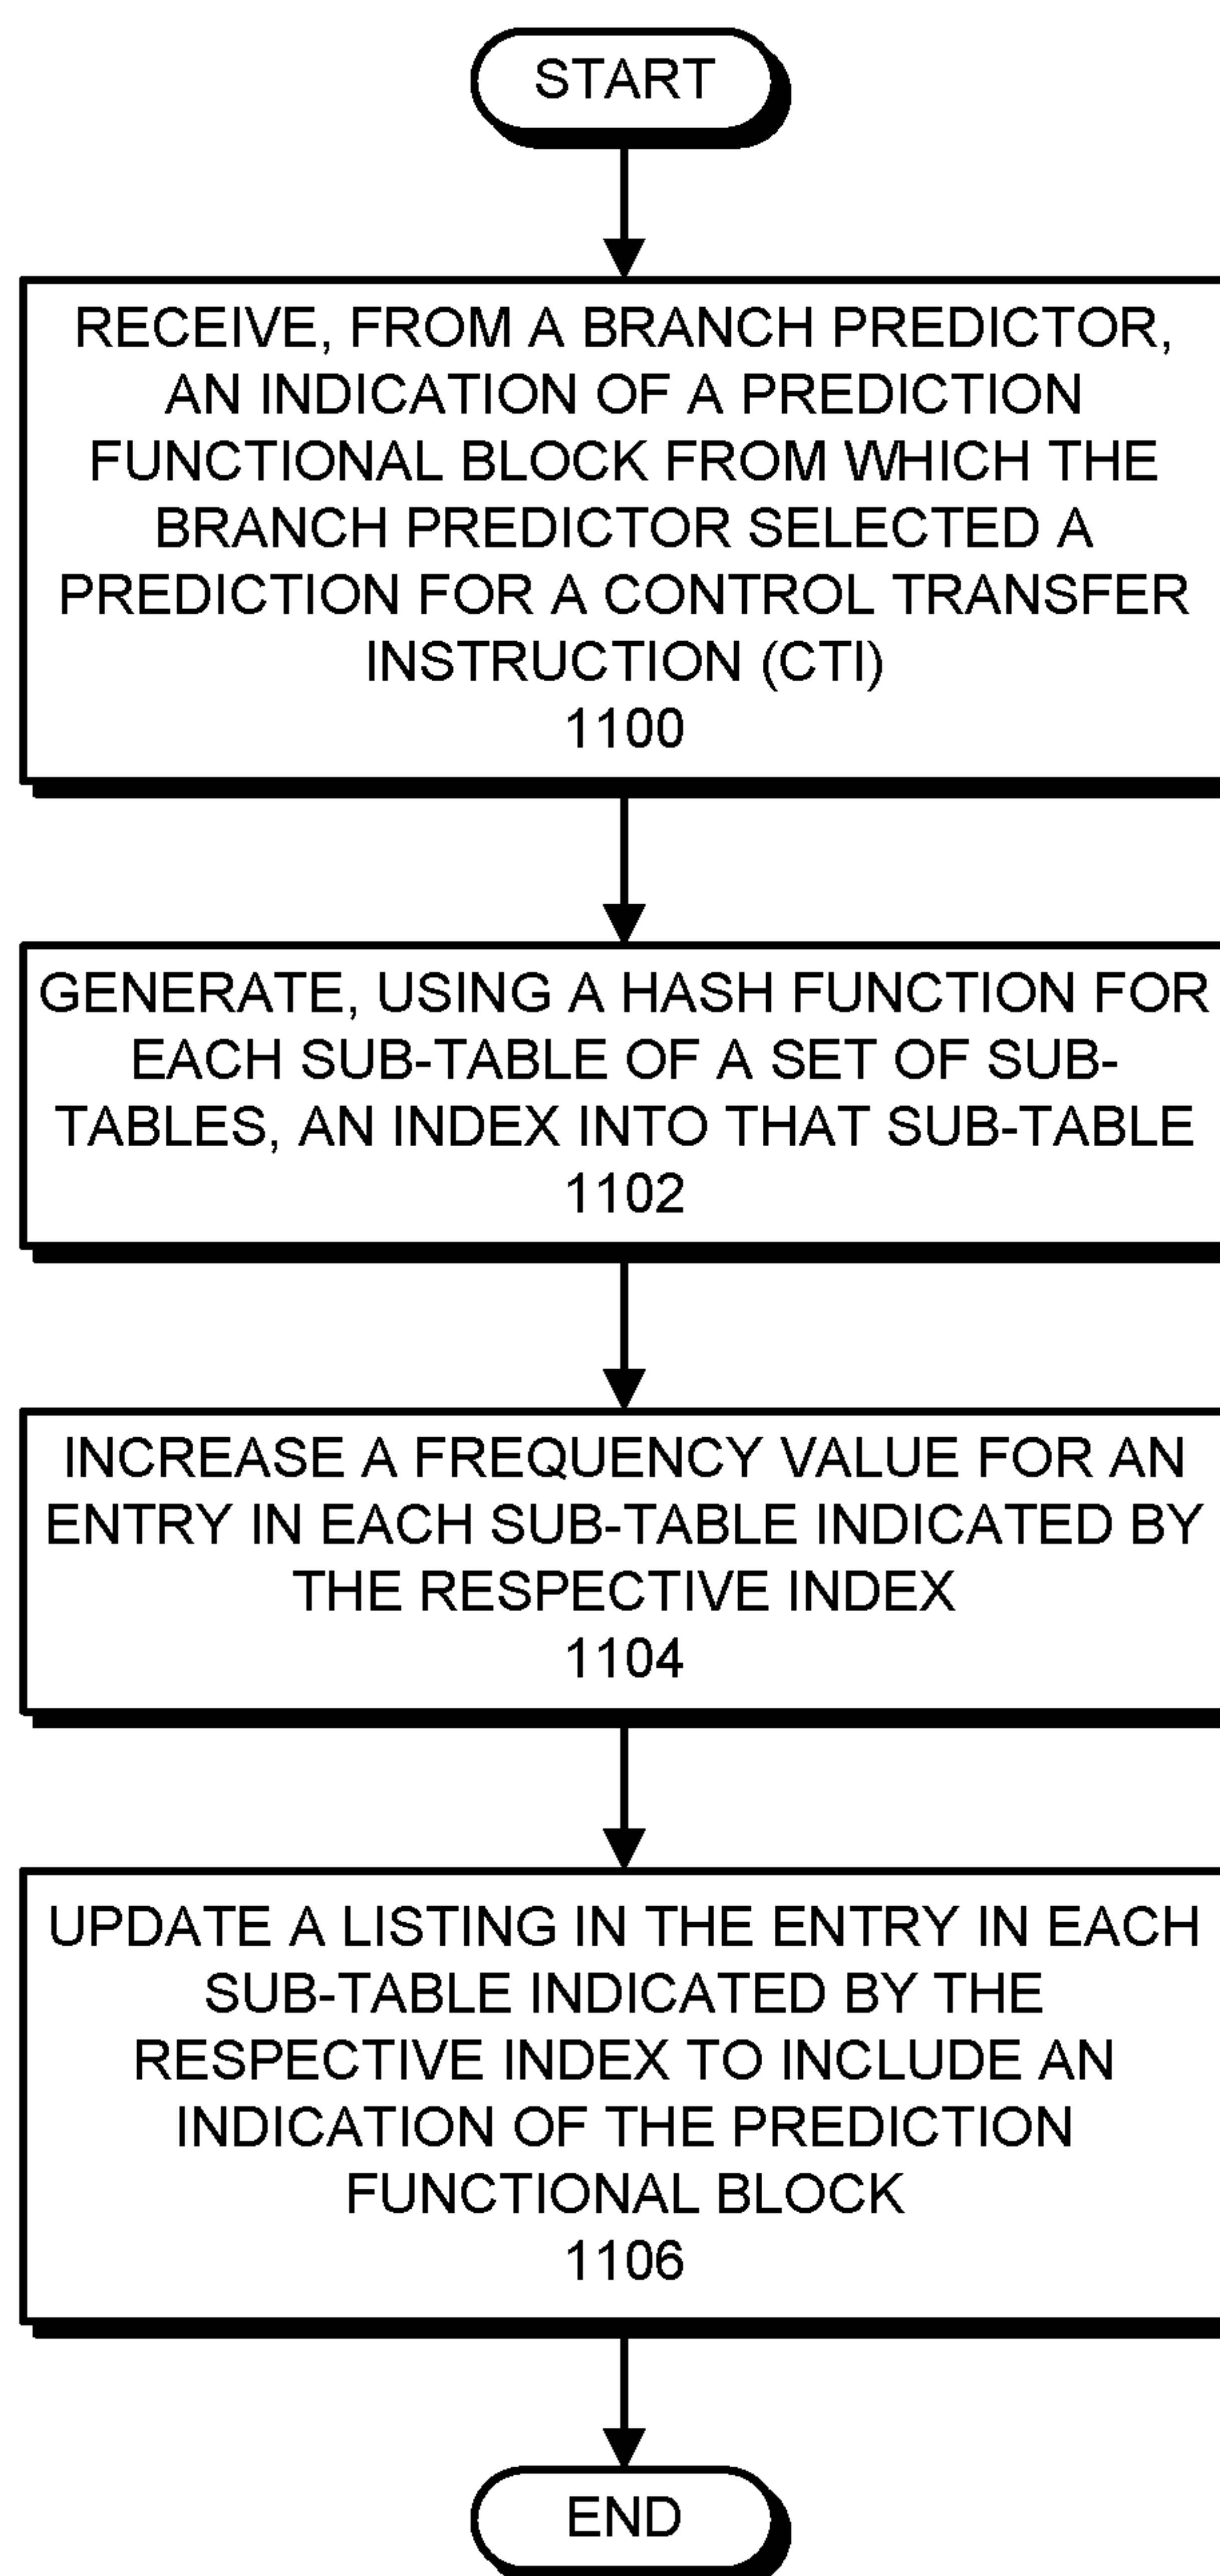 START
RECEIVE, FROM A BRANCH PREDICTOR,
AN INDICATION OF A PREDICTION
FUNCTIONAL BLOCK FROM WHICH THE
BRANCH PREDICTOR SELECTED A
PREDICTION FOR A CONTROL TRANSFER
INSTRUCTION (CTI)
1100
GENERATE, USING A HASH FUNCTION FOR
EACH SUB-TABLE OF A SET OF SUB-
TABLES, AN INDEX INTO THAT SUB-TABLE
1102
INCREASE A FREQUENCY VALUE FOR AN
ENTRY IN EACH SUB-TABLE INDICATED BY
THE RESPECTIVE INDEX
1104
UPDATE A LISTING IN THE ENTRY IN EACH
SUB-TABLE INDICATED BY THE
RESPECTIVE INDEX TO INCLUDE AN
INDICATION OF THE PREDICTION
FUNCTIONAL BLOCK
1106
END